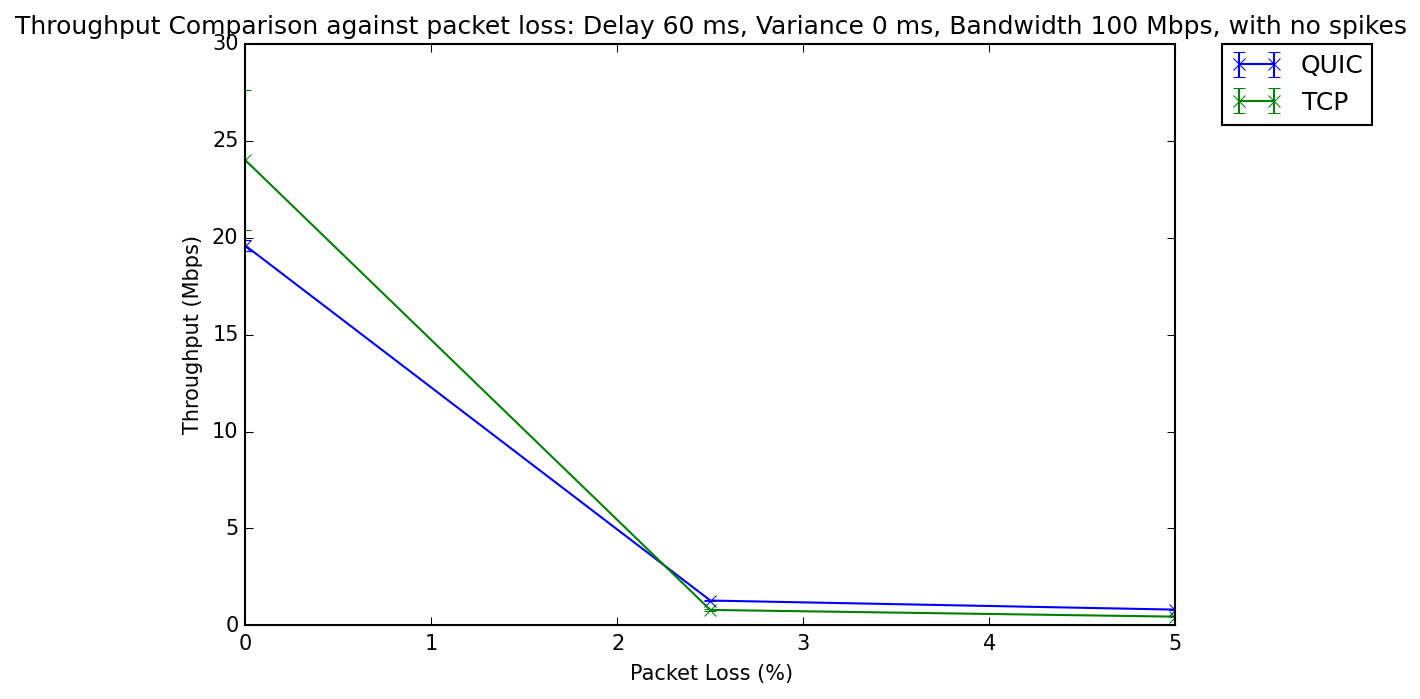 Throughput Comparison against packet loss: Delay 60 ms, Variance 0 ms, Bandwidth 100 Mbps, with no spikes
QUIC
TCP
30
25
20
15
10
5
0
Throughput (Mbps)
0 1 2 3 4 5
Packet Loss (%)